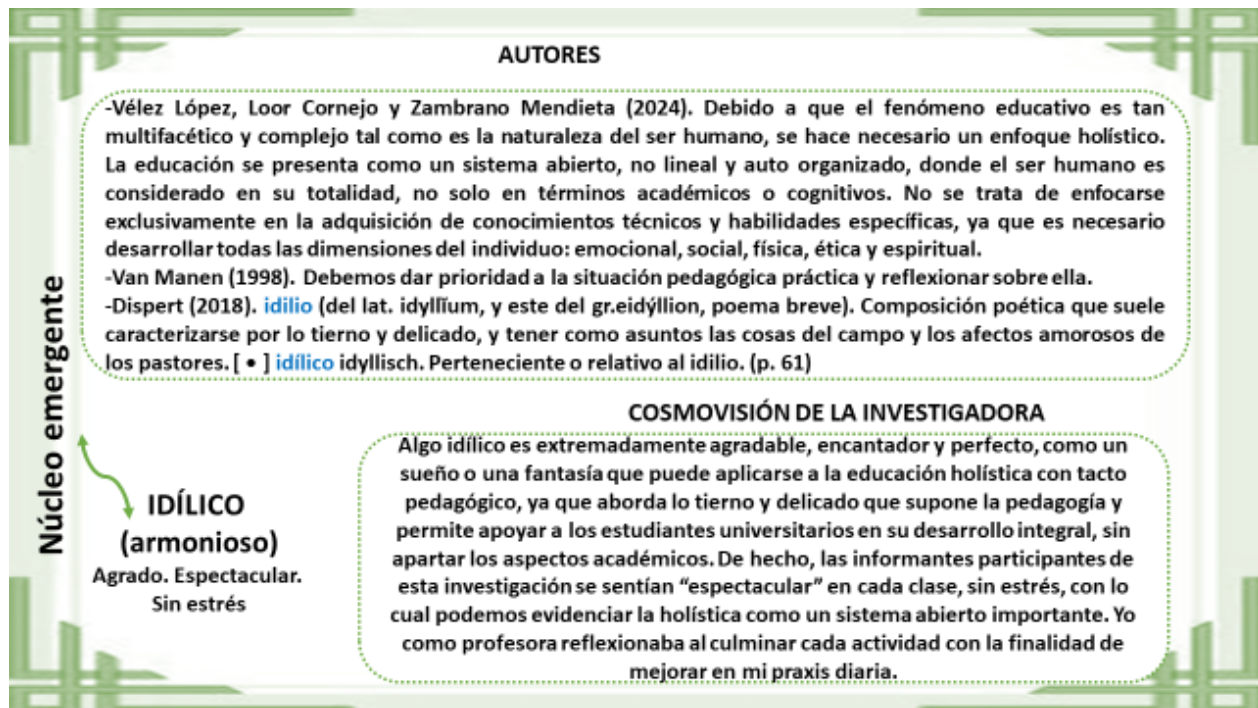 AUTORES
-Vélez López, Loor Cornejo y Zambrano Mendieta (2024). Debido a que el fenómeno educativo es tan
multifacético y complejo tal como es la naturaleza del ser humano, se hace necesario un enfoque holístico.
La educación se presenta como un sistema abierto, no lineal y auto organizado, donde el ser humano es
considerado en su totalidad, no solo en términos académicos o cognitivos. No se trata de enfocarse
exclusivamente en la adquisición de conocimientos técnicos y habilidades específicas, ya que es necesario
desarrollar todas las dimensiones del individuo: emocional, social, física, ética y espiritual.
-Van Manen (1998). Debemos dar prioridad a la situación pedagógica práctica y reflexionar sobre ella.
-Dispert (2018). idilio (del lat. idyllĭum, y este del gr.eidýllion, poema breve). Composición poética que suele
caracterizarse por lo tierno y delicado, y tener como asuntos las cosas del campo y los afectos amorosos de
los pastores. [ • ] idílico idyllisch. Perteneciente o relativo al idilio. (p. 61)
Núcleo emergente
IDÍLICO
(armonioso)
Agrado. Espectacular.
Sin estrés
COSMOVISIÓN DE LA INVESTIGADORA
Algo idílico es extremadamente agradable, encantador y perfecto, como un
sueño o una fantasía que puede aplicarse a la educación holística con tacto
pedagógico, ya que aborda lo tierno y delicado que supone la pedagogía y
permite apoyar a los estudiantes universitarios en su desarrollo integral, sin
apartar los aspectos académicos. De hecho, las informantes participantes de
esta investigación se sentían “espectacular” en cada clase, sin estrés, con lo
cual podemos evidenciar la holística como un sistema abierto importante. Yo
como profesora reflexionaba al culminar cada actividad con la finalidad de
mejorar en mi praxis diaria.